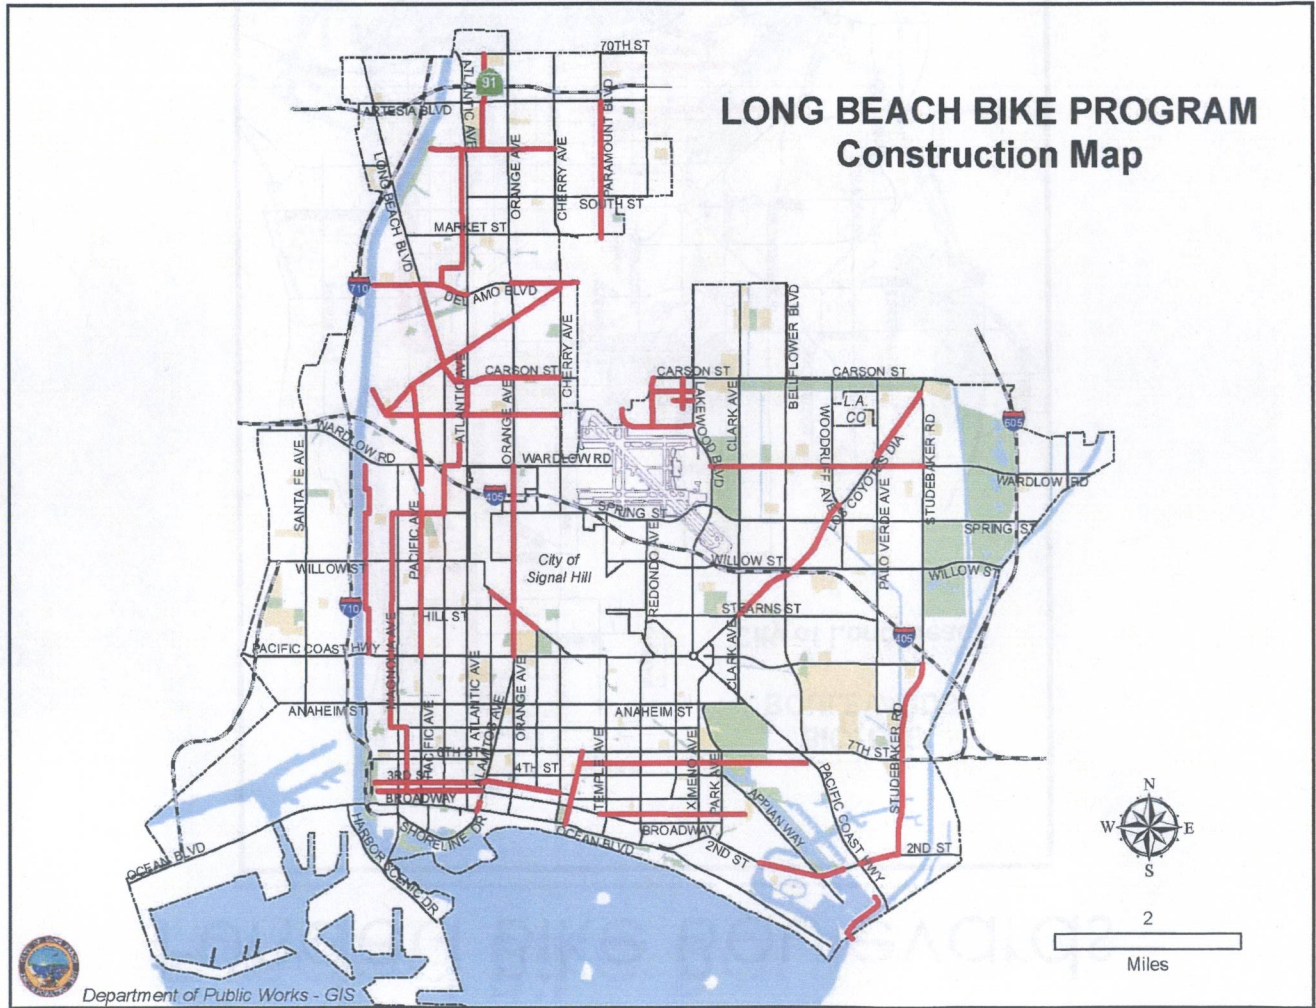 LONG BEACH BIKE PROGRAM
Construction Map
70TH ST
91
ATLANTIC AVE
ARTESIA BLVD
PARAMOUNT BLVD
ORANGE AVE
CHERRY AVE
LONG BEACH BLVD
SOUTH ST
MARKET ST
710
DEL AMO BLVD
CHERRY AVE
BELLFLOWER BLVD
ATLANTIC AVE
CARSON ST
CARSON ST
CARSON ST
LAKEWOOD BLVD
CLARK AVE
L.A.
CO
ORANGE AVE
WOODRUFF AVE
LOS COYOTES DIA
STUDEBAKER RD
605
WARDLOW RD
WARDLOW RD
WARDLOW RD
SANTA FE AVE
405
PACIFIC AVE
SPRING ST
SPRING ST
PALO VERDE AVE
City of
Signal Hill
REDONDO AVE
WILLOW ST
WILLOW ST
WILLOW ST
710
HILL ST
STEARNS ST
405
PACIFIC COAST HWY
MAGNOLIA AVE
CLARK AVE
ATLANTIC AVE
ORANGE AVE
ANAHEIM ST
ANAHEIM ST
PACIFIC AVE
ALAMITOS AVE
6TH ST
7TH ST
STUDEBAKER RD
3RD ST
4TH ST
TEMPLE AVE
XIMENO AVE
PARK AVE
APPIAN WAY
PACIFIC COAST HWY
BROADWAY
BROADWAY
SHORELINE DR
OCEAN BLVD
OCEAN BLVD
2ND ST
2ND ST
HARBOR SCENIC DR
N
W
E
S
2
Miles
Department of Public Works - GIS